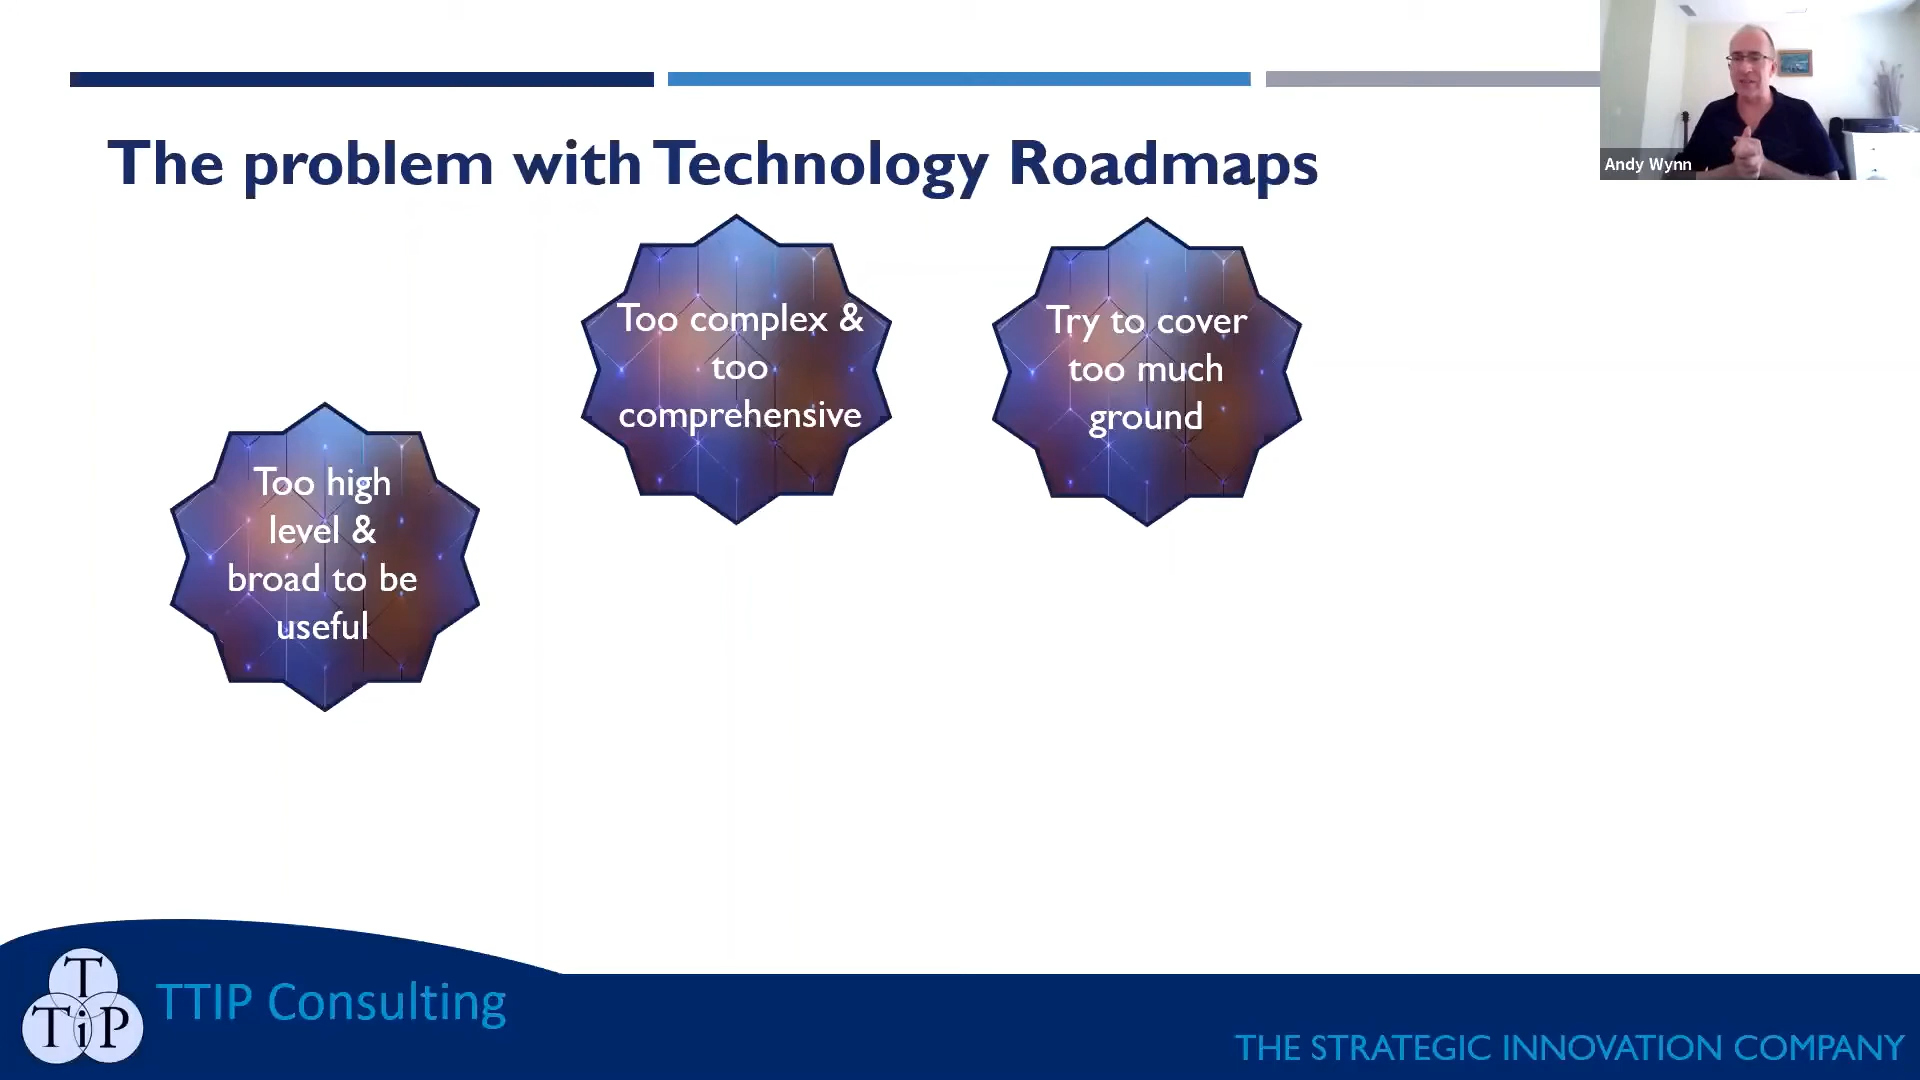 The problem with Technology Roadmaps
Andy Wynn
Too high
level &
broad to be
useful
Too complex &
too
comprehensive
Try to cover
too much
ground
T
T i P
TTIP Consulting
THE STRATEGIC INNOVATION COMPANY